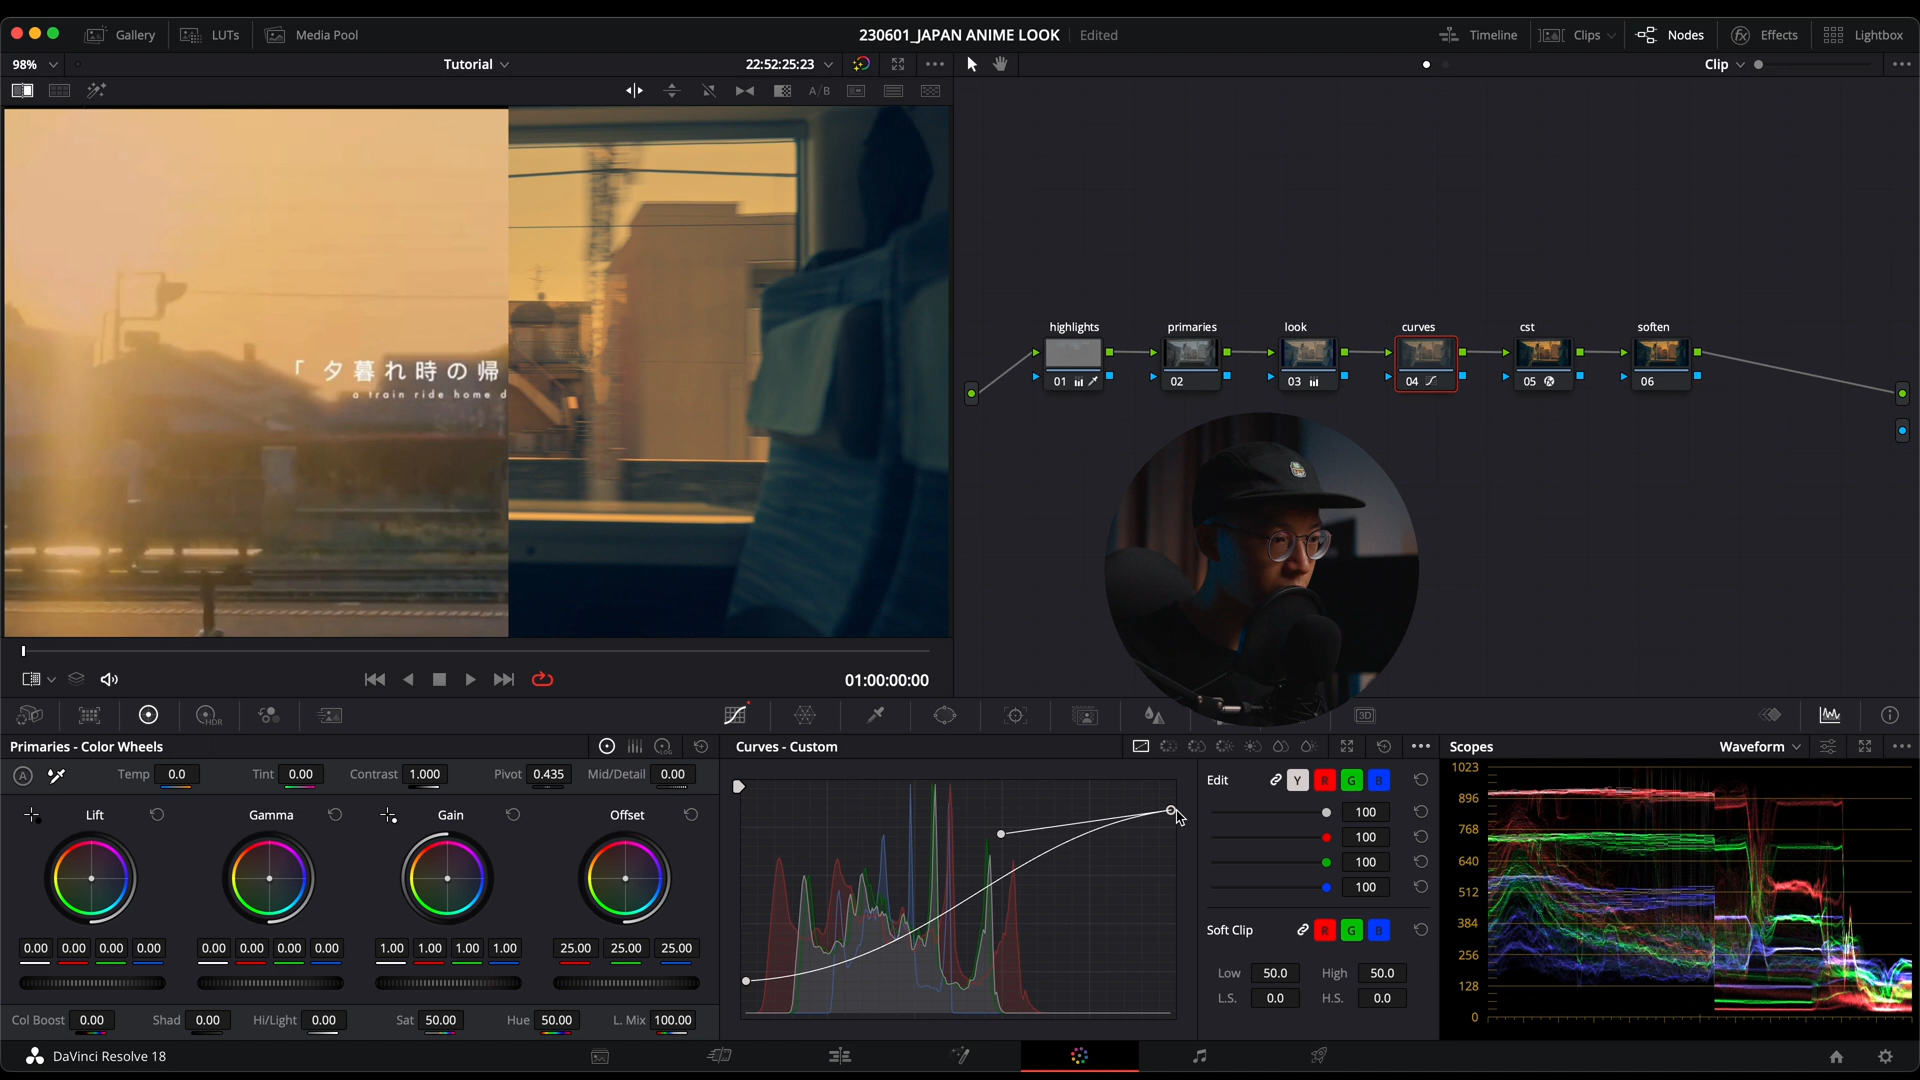 Gallery LUTs Media Pool 230601_JAPAN ANIME LOOK Edited Timeline Clips Nodes Effects Lightbox
98% Tutorial 22:52:25:23 Clip
A/B
「 夕暮れ時の帰
a train ride home d
highlights primaries look curves cst soften
01 02 03 04 05 06
01:00:00:00
HDR 3D
Primaries - Color Wheels LOG Curves - Custom Scopes Waveform
A Temp 0.0 Tint 0.00 Contrast 1.000 Pivot 0.435 Mid/Detail 0.00
Lift Gamma Gain Offset
0.00 0.00 0.00 0.00 0.00 0.00 0.00 0.00 1.00 1.00 1.00 1.00 25.00 25.00 25.00
Col Boost 0.00 Shad 0.00 Hi/Light 0.00 Sat 50.00 Hue 50.00 L. Mix 100.00
Edit Y R G B
100
100
100
100
Soft Clip R G B
Low 50.0 High 50.0
L.S. 0.0 H.S. 0.0
1023
896
768
640
512
384
256
128
0
DaVinci Resolve 18